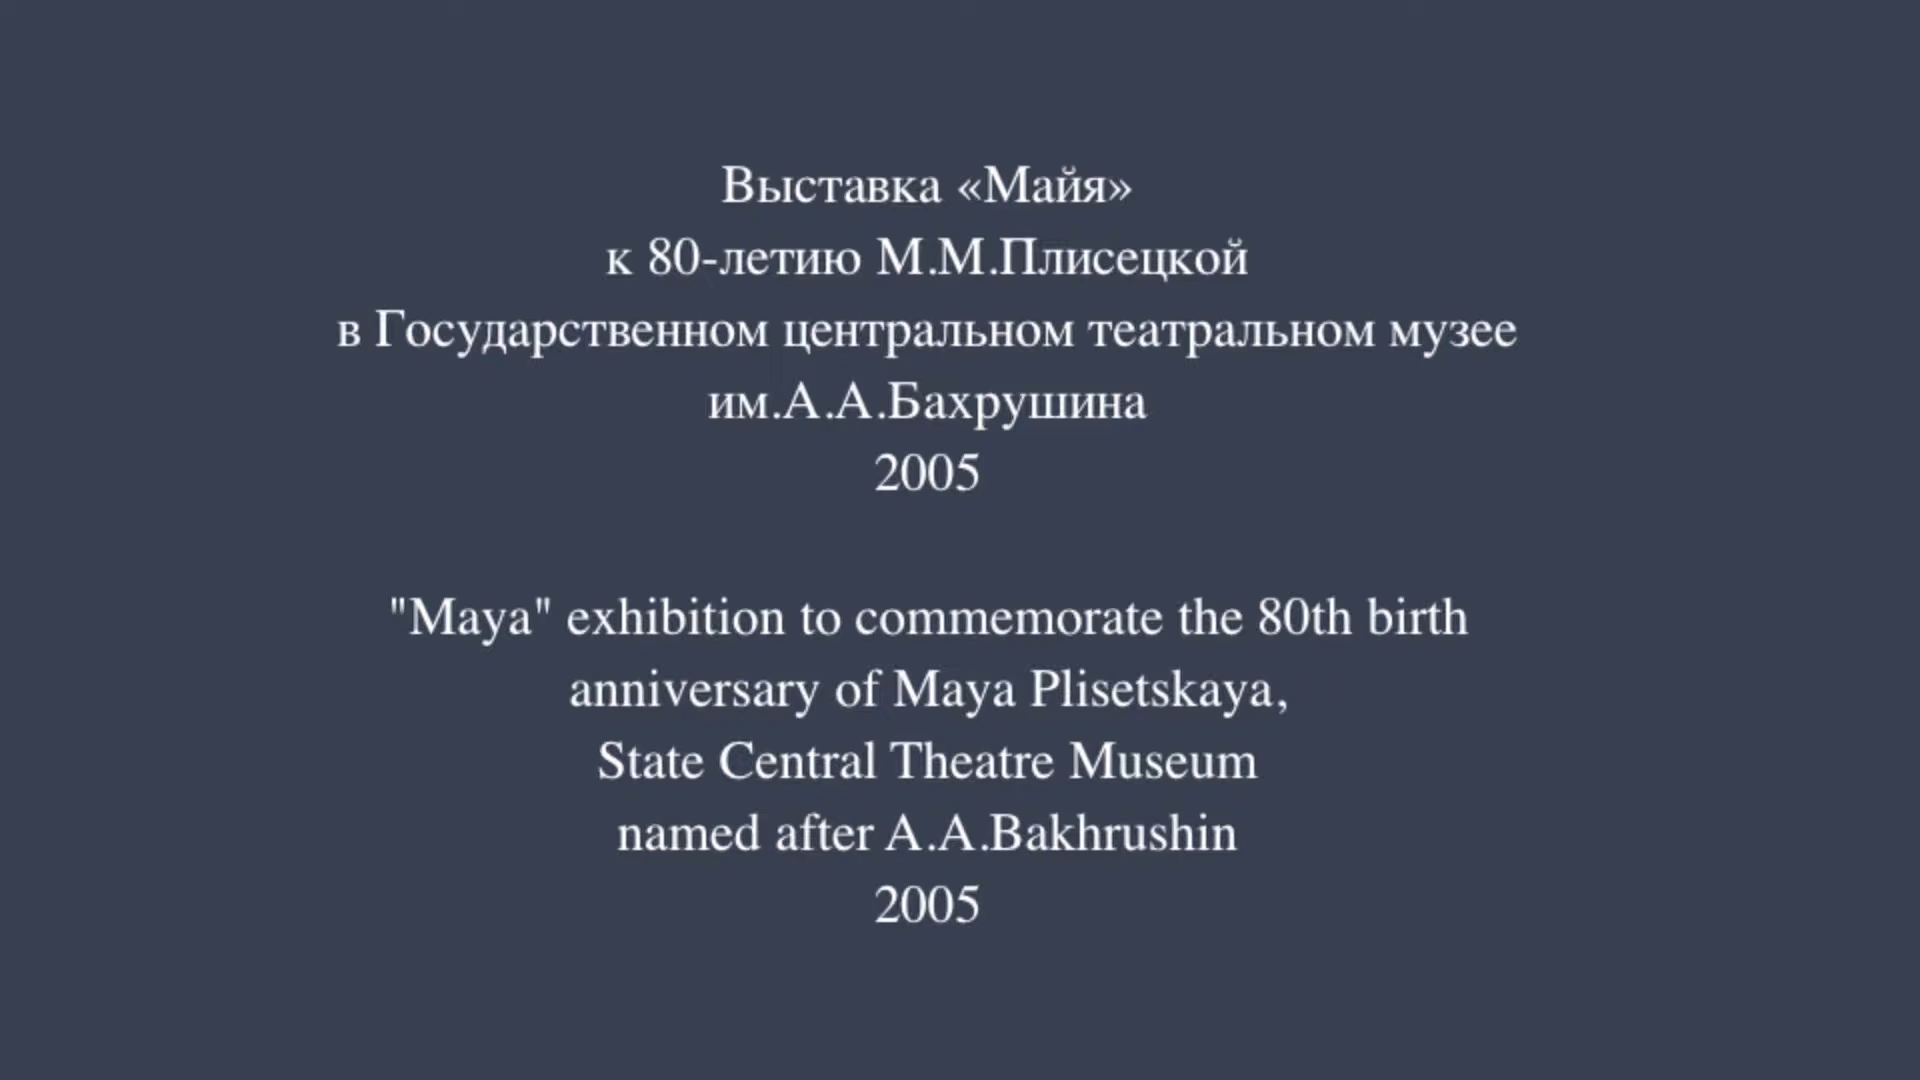 Выставка «Майя»
к 80-летию М.М.Плисецкой
в Государственном центральном театральном музее
им.А.А.Бахрушина
2005
"Maya" exhibition to commemorate the 80th birth
anniversary of Maya Plisetskaya,
State Central Theatre Museum
named after A.A.Bakhrushin
2005